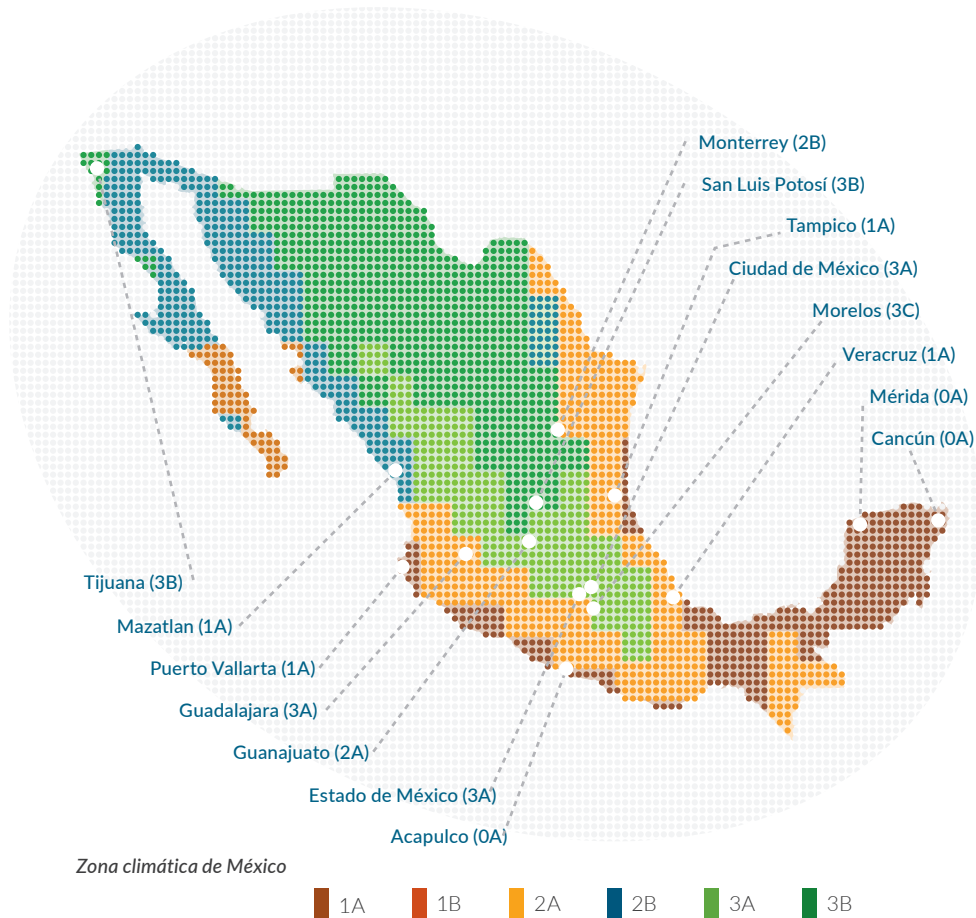 Monterrey (2B)
San Luis Potosí (3B)
Tampico (1A)
Ciudad de México (3A)
Morelos (3C)
Veracruz (1A)
Mérida (0A)
Cancún (0A)
Tijuana (3B)
Mazatlan (1A)
Puerto Vallarta (1A)
Guadalajara (3A)
Guanajuato (2A)
Estado de México (3A)
Acapulco (0A)
Zona climática de México
1A 1B 2A 2B 3A 3B